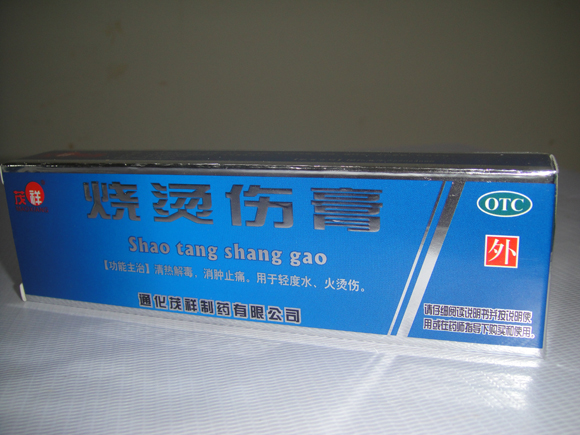 茂祥
烧烫伤膏
Shao tang shang gao
【功能主治】清热解毒，消肿止痛。用于轻度水、火烫伤。
通化茂祥制药有限公司
OTC
外
请仔细阅读说明书并按说明使
用或在药师指导下购买和使用。